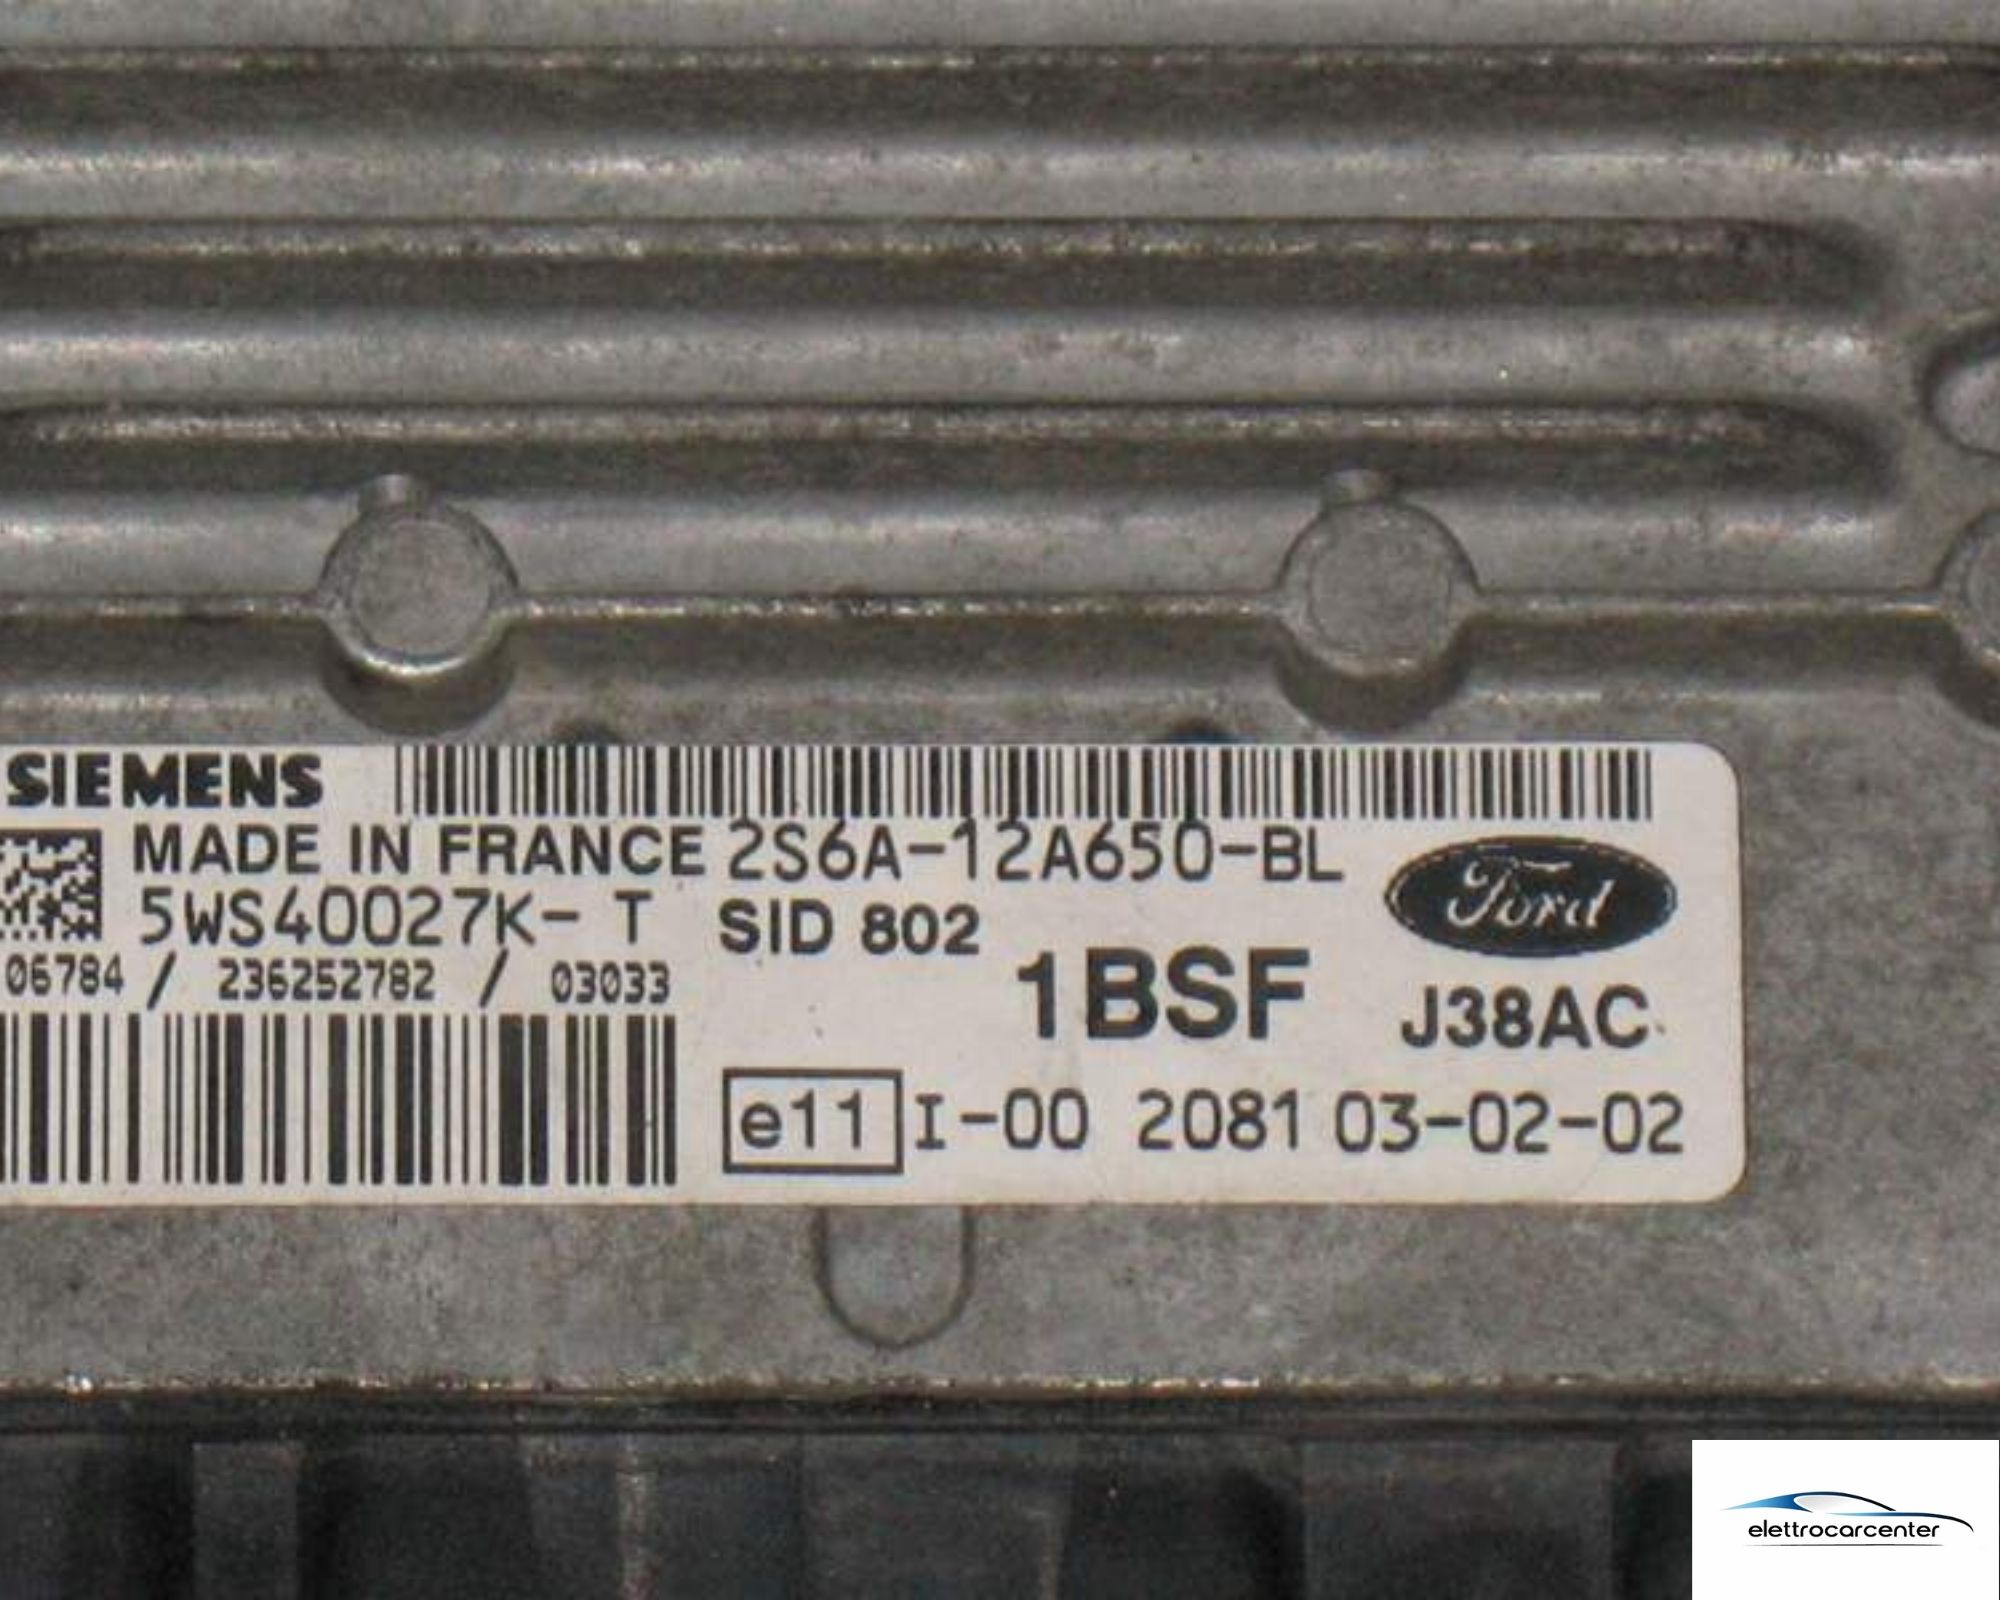 SIEMENS
MADE IN FRANCE 2S6A-12A650-BL
5WS40027K- T SID 802
Ford
06784 / 236252782 / 03033
1BSF J38AC
e11 I-00 2081 03-02-02
elettrocarcenter